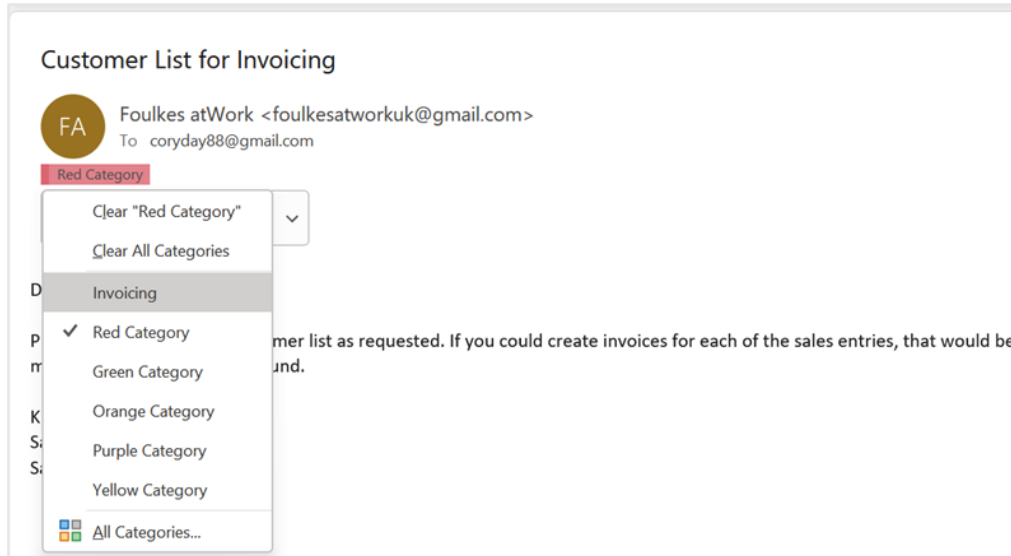 Customer List for Invoicing
FA
Foulkes atWork <foulkesatworkuk@gmail.com>
To coryday88@gmail.com
Red Category
Clear "Red Category"
Clear All Categories
D
Invoicing
Red Category
P
mer list as requested. If you could create invoices for each of the sales entries, that would be
m
und.
Green Category
Orange Category
K
Sa
Purple Category
Sa
Yellow Category
All Categories...